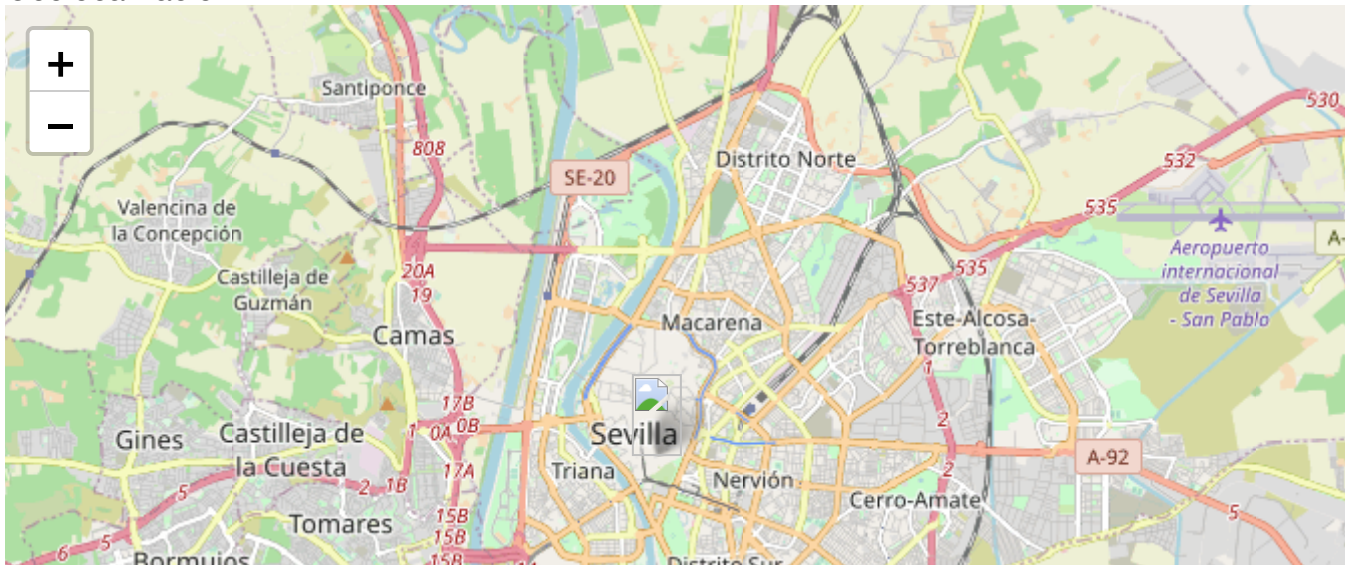 +
−
Santiponce
530
808
Distrito Norte
532
SE-20
Valencina de
la Concepción
535
A-
Aeropuerto
internacional
de Sevilla
- San Pablo
20A
535
Castilleja de
Guzmán
19
537
Camas
Macarena
Este-Alcosa-
Torreblanca
1
17B
2
Gines
Castilleja de
la Cuesta
1
0A
0B
Sevilla
A-92
17A
Triana
2
Nervión
5
2
1B
Cerro-Amate
5
Tomares
15B
15B
6
5
15B
Bormujos
Distrito Sur